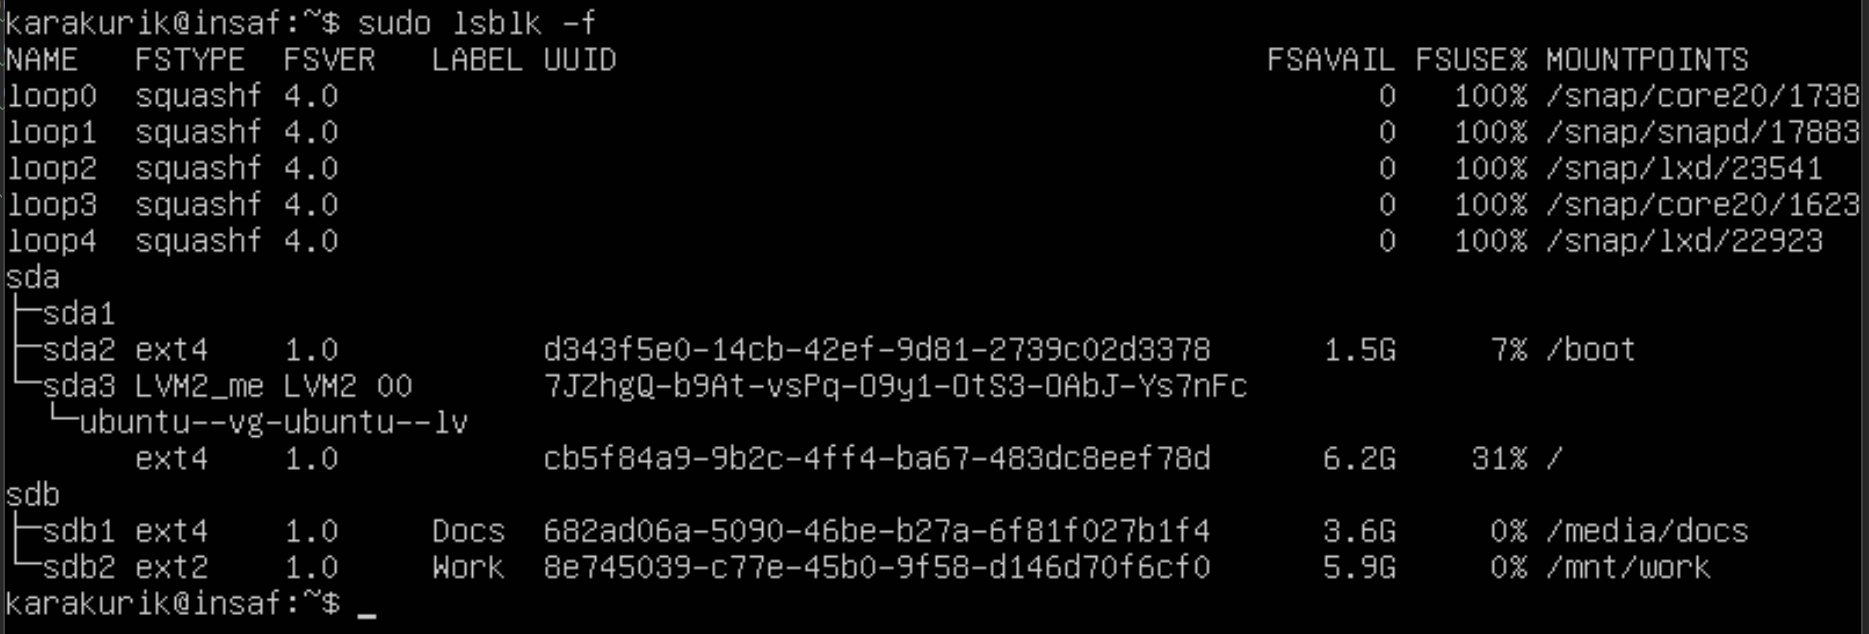 karakurik@insaf:~$ sudo lsblk -f
NAME   FSTYPE  FSVER   LABEL UUID                                   FSAVAIL FSUSE% MOUNTPOINTS
loop0  squashf 4.0                                                        0   100% /snap/core20/1738
loop1  squashf 4.0                                                        0   100% /snap/snapd/17883
loop2  squashf 4.0                                                        0   100% /snap/lxd/23541
loop3  squashf 4.0                                                        0   100% /snap/core20/1623
loop4  squashf 4.0                                                        0   100% /snap/lxd/22923
sda
├─sda1
├─sda2 ext4    1.0           d343f5e0-14cb-42ef-9d81-2739c02d3378      1.5G     7% /boot
└─sda3 LVM2_me LVM2 00       7JZhgQ-b9At-vsPq-O9y1-OtS3-OAbJ-Ys7nFc
  └─ubuntu--vg-ubuntu--lv
       ext4    1.0           cb5f84a9-9b2c-4ff4-ba67-483dc8eef78d      6.2G    31% /
sdb
├─sdb1 ext4    1.0     Docs  682ad06a-5090-46be-b27a-6f81f027b1f4      3.6G     0% /media/docs
└─sdb2 ext2    1.0     Work  8e745039-c77e-45b0-9f58-d146d70f6cf0      5.9G     0% /mnt/work
karakurik@insaf:~$ _